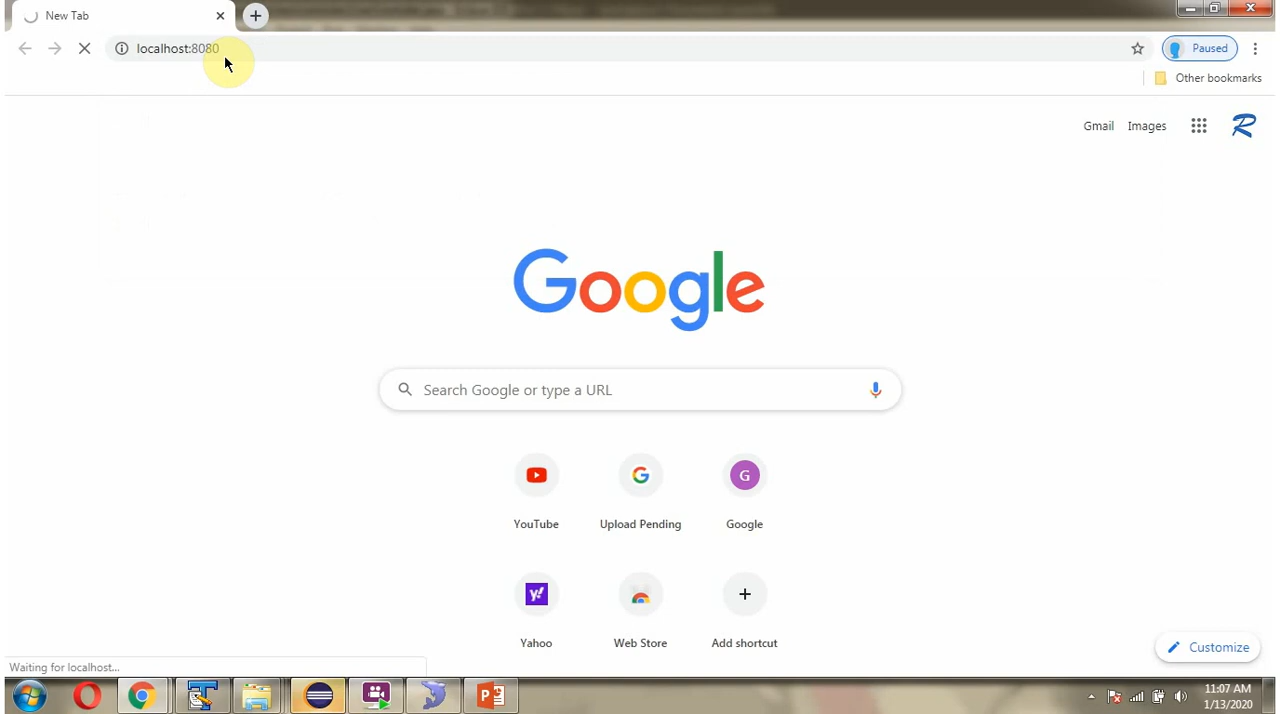 New Tab
localhost:8080
Paused
Other bookmarks
Gmail Images
Google
Search Google or type a URL
G
YouTube Upload Pending Google
Yahoo Web Store Add shortcut
Customize
Waiting for localhost...
11:07 AM
1/13/2020